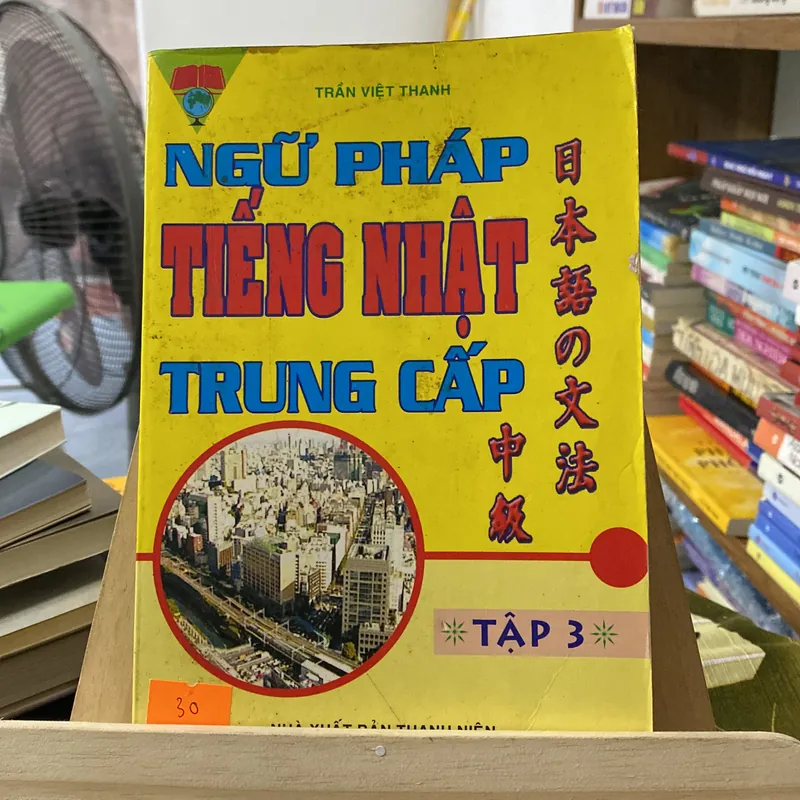 TRẦN VIỆT THANH
NGỮ PHÁP
TIẾNG NHẬT
TRUNG CẤP
日本語の文法
中級
TẬP 3
30
NHÀ XUẤT BẢN THANH NIÊN